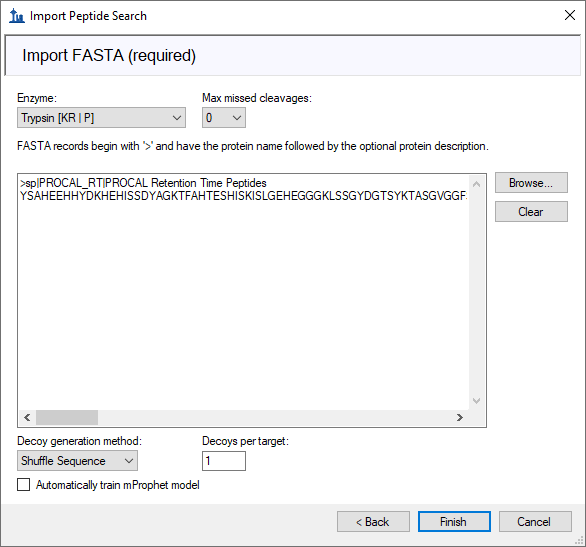 Import Peptide Search
Import FASTA (required)
Enzyme:
Max missed cleavages:
Trypsin [KR | P]
0
FASTA records begin with '>' and have the protein name followed by the optional protein description.
>sp|PROCAL_RT|PROCAL Retention Time Peptides
YSAHEEHHYDKHEHISSDYAGKTFAHTESHISKISLGEHEGGGKLSSGYDGTSYKTASGVGGF
Browse...
Clear
Decoy generation method:
Decoys per target:
Shuffle Sequence
1
Automatically train mProphet model
< Back
Finish
Cancel